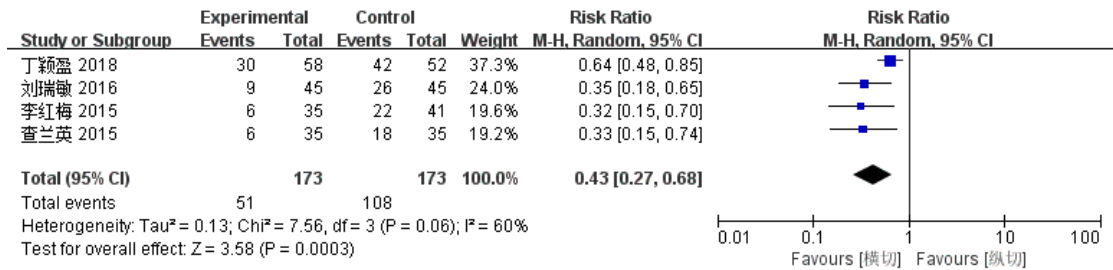 Experimental Control Risk Ratio Risk Ratio
Study or Subgroup Events Total Events Total Weight M-H, Random, 95% CI M-H, Random, 95% CI
丁颖盈 2018 30 58 42 52 37.3% 0.64 [0.48, 0.85]
刘瑞敏 2016 9 45 26 45 24.0% 0.35 [0.18, 0.65]
李红梅 2015 6 35 22 41 19.6% 0.32 [0.15, 0.70]
查兰英 2015 6 35 18 35 19.2% 0.33 [0.15, 0.74]
Total (95% CI) 173 173 100.0% 0.43 [0.27, 0.68]
Total events 51 108
Heterogeneity: Tau² = 0.13; Chi² = 7.56, df = 3 (P = 0.06); I² = 60%
Test for overall effect: Z = 3.58 (P = 0.0003)
0.01 0.1 1 10 100
Favours [横切] Favours [纵切]